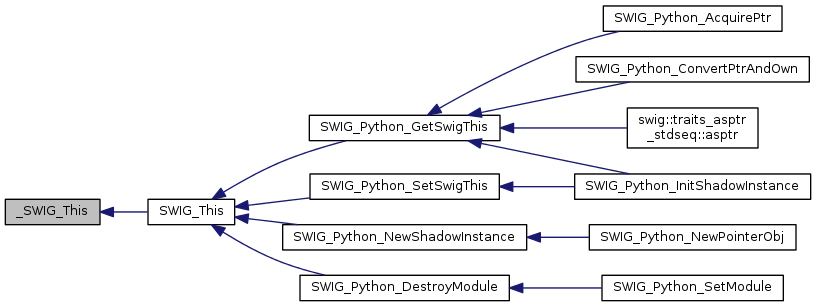 SWIG_Python_AcquirePtr
SWIG_Python_ConvertPtrAndOwn
swig::traits_asptr
_stdseq::asptr
SWIG_Python_GetSwigThis
SWIG_Python_SetSwigThis
SWIG_Python_InitShadowInstance
_SWIG_This
SWIG_This
SWIG_Python_NewShadowInstance
SWIG_Python_NewPointerObj
SWIG_Python_DestroyModule
SWIG_Python_SetModule